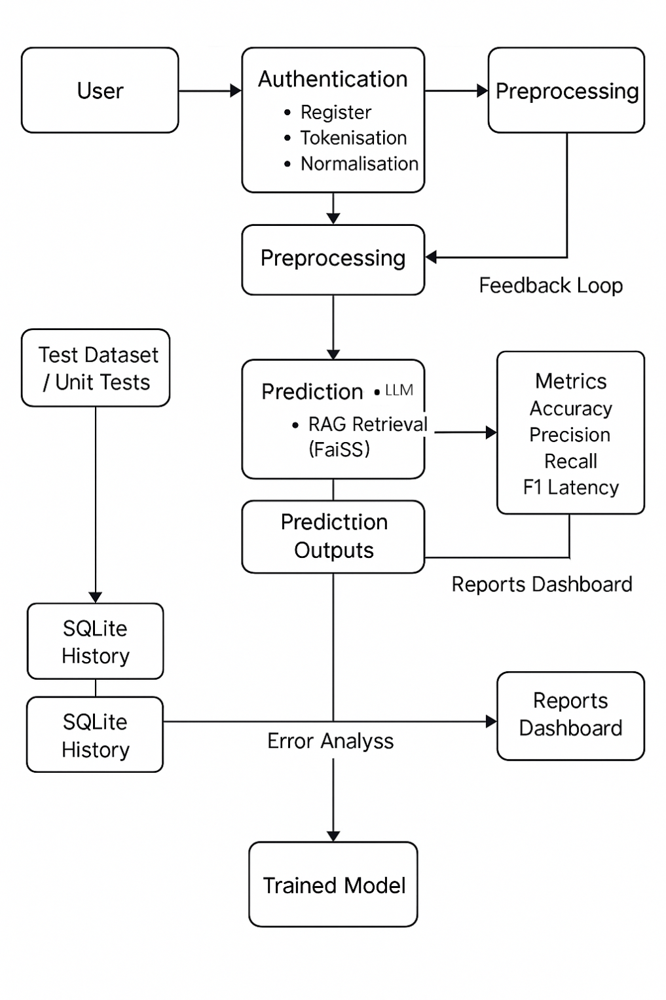 User
Authentication
• Register
• Tokenisation
• Normalisation
Preprocessing
Preprocessing
Feedback Loop
Test Dataset
/ Unit Tests
Prediction • LLM
• RAG Retrieval
(FaiSS)
Metrics
Accuracy
Precision
Recall
F1 Latency
Predicttion
Outputs
Reports Dashboard
SQLite
History
SQLite
History
Error Analyss
Reports
Dashboard
Trained Model